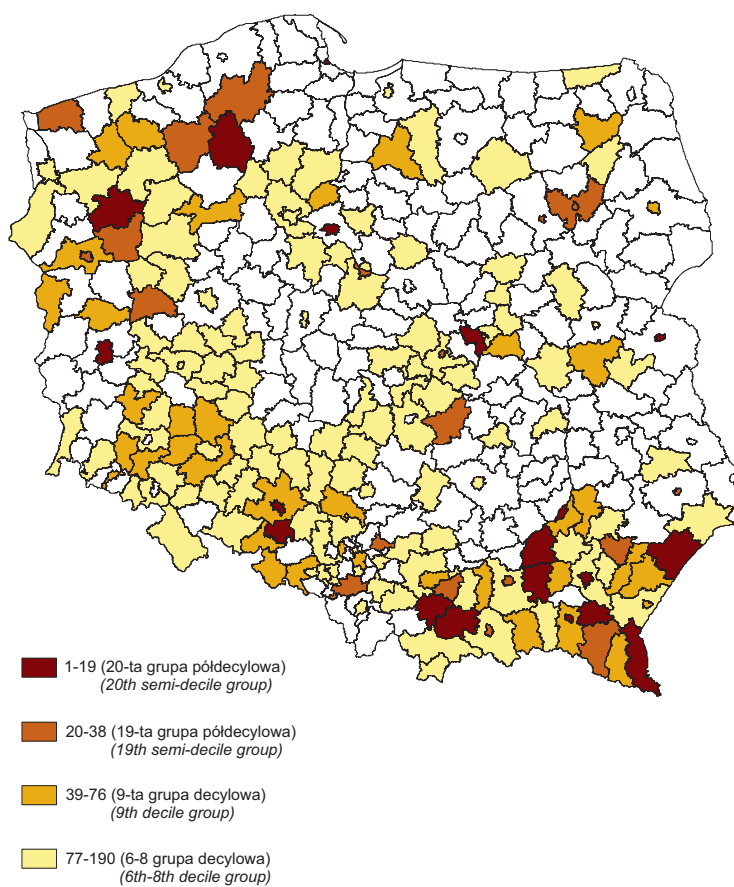 1-19 (20-ta grupa półdecylowa)
(20th semi-decile group)
20-38 (19-ta grupa półdecylowa)
(19th semi-decile group)
39-76 (9-ta grupa decylowa)
(9th decile group)
77-190 (6-8 grupa decylowa)
(6th-8th decile group)